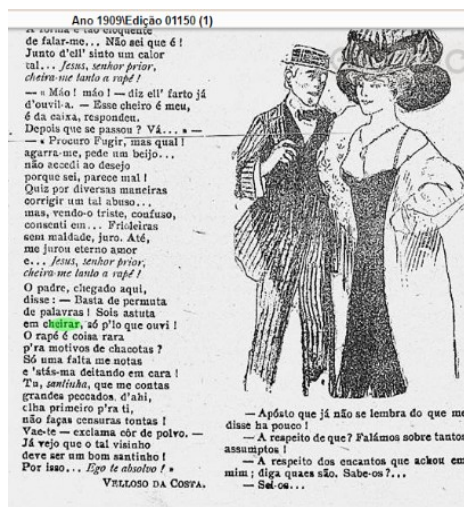 Ano 1909\Edição 01150 (1)
A forma é tão eloquente
de falar-me... Não sei que é !
Junto d'ell' sinto um calor
tal... Jesus, senhor prior,
cheira-me tanto a rapé !
— « Máo ! máo ! — diz ell' farto já
d'ouvil-a. — Esse cheiro é meu,
é da caixa, respondeu.
Depois que se passou ? Vá... » —
— « Procuro Fugir, mas qual !
agarra-me, pede um beijo...
não accedi ao desejo
porque sei, parece mal !
Quiz por diversas maneiras
corrigir um tal abuso...
mas, vendo-o triste, confuso,
consenti em... Frioleiras
sem maldade, juro. Até,
me jurou eterno amor
e... Jesus, senhor prior,
cheira-me tanto a rapé !
O padre, chegado aqui,
disse : — Basta de permuta
de palavras ! Sois astuta
em cheirar, só p'lo que ouvi !
O rapé é coisa rara
p'ra motivos de chacotas ?
Só uma falta me notas
e 'stás-ma deitando em cara !
Tu, santinha, que me contas
grandes peccados, d'ahi,
olha primeiro p'ra ti,
não faças censuras tontas !
Vae-te — exclama côr de polvo. —
Já vejo que o tal visinho
deve ser um bom santinho !
Por isso... Ego te absolvo ! »
VELLOSO DA COSTA.
— Apósto que já não se lembra do que me
disse ha pouco !
— A respeito de que ? Falámos sobre tantos
assumptos !
— A respeito dos encantos que achou em
mim ; diga quaes são. Sabe-os ?...
— Sei-os...